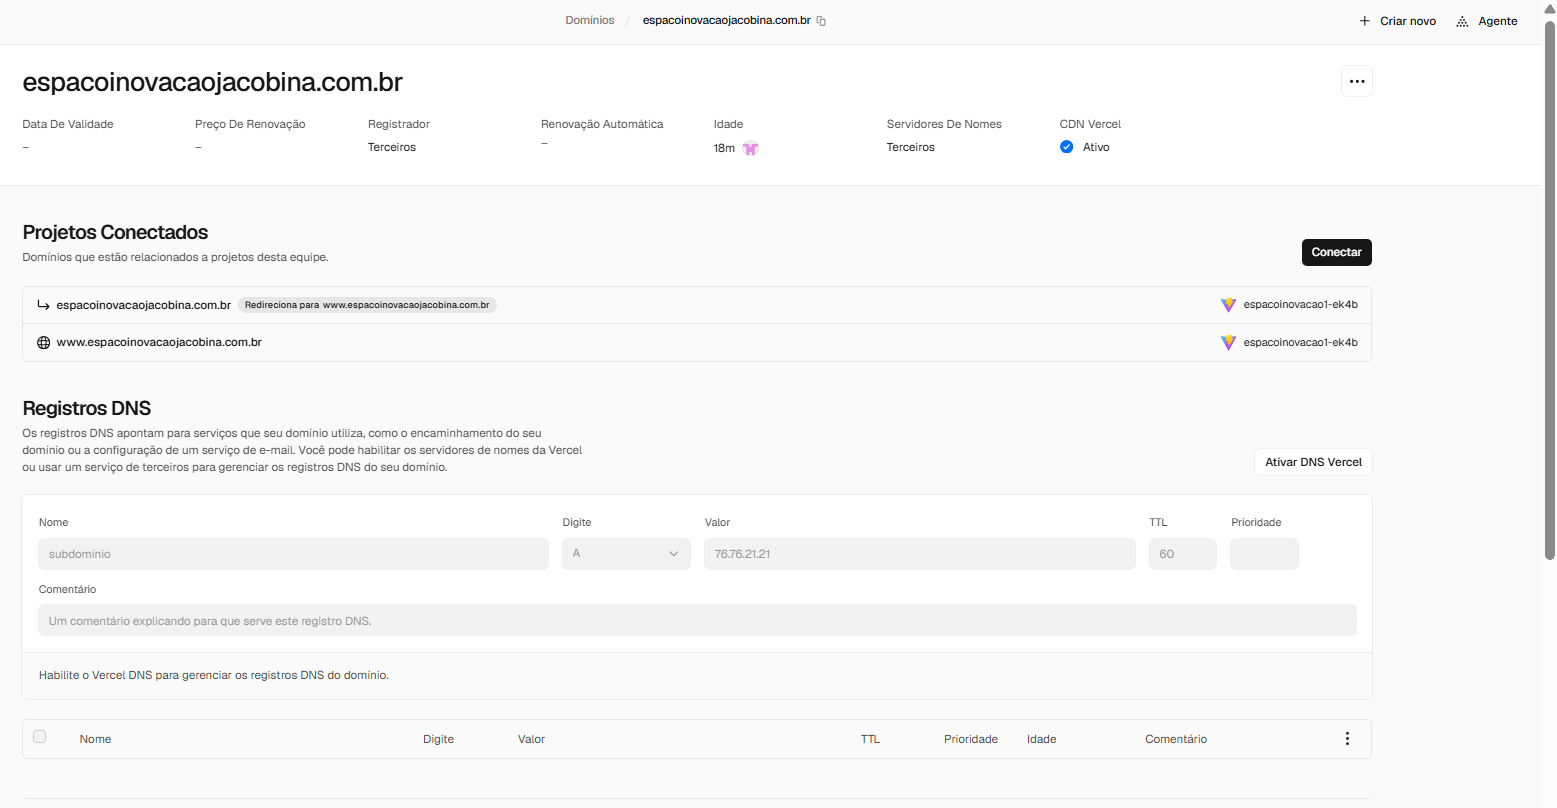 Domínios / espacoinovacaojacobina.com.br
Criar novo
Agente
espacoinovacaojacobina.com.br
Data De Validade
Preço De Renovação
Registrador
Renovação Automática
Idade
Servidores De Nomes
CDN Vercel
–
–
Terceiros
–
18m
Terceiros
Ativo
Projetos Conectados
Domínios que estão relacionados a projetos desta equipe.
Conectar
espacoinovacaojacobina.com.br Redireciona para www.espacoinovacaojacobina.com.br
espacoinovacao1-ek4b
www.espacoinovacaojacobina.com.br
espacoinovacao1-ek4b
Registros DNS
Os registros DNS apontam para serviços que seu domínio utiliza, como o encaminhamento do seu
domínio ou a configuração de um serviço de e-mail. Você pode habilitar os servidores de nomes da Vercel
ou usar um serviço de terceiros para gerenciar os registros DNS do seu domínio.
Ativar DNS Vercel
Nome
Digite
Valor
TTL
Prioridade
subdomínio
A
76.76.21.21
60
Comentário
Um comentário explicando para que serve este registro DNS.
Habilite o Vercel DNS para gerenciar os registros DNS do domínio.
Nome
Digite
Valor
TTL
Prioridade
Idade
Comentário